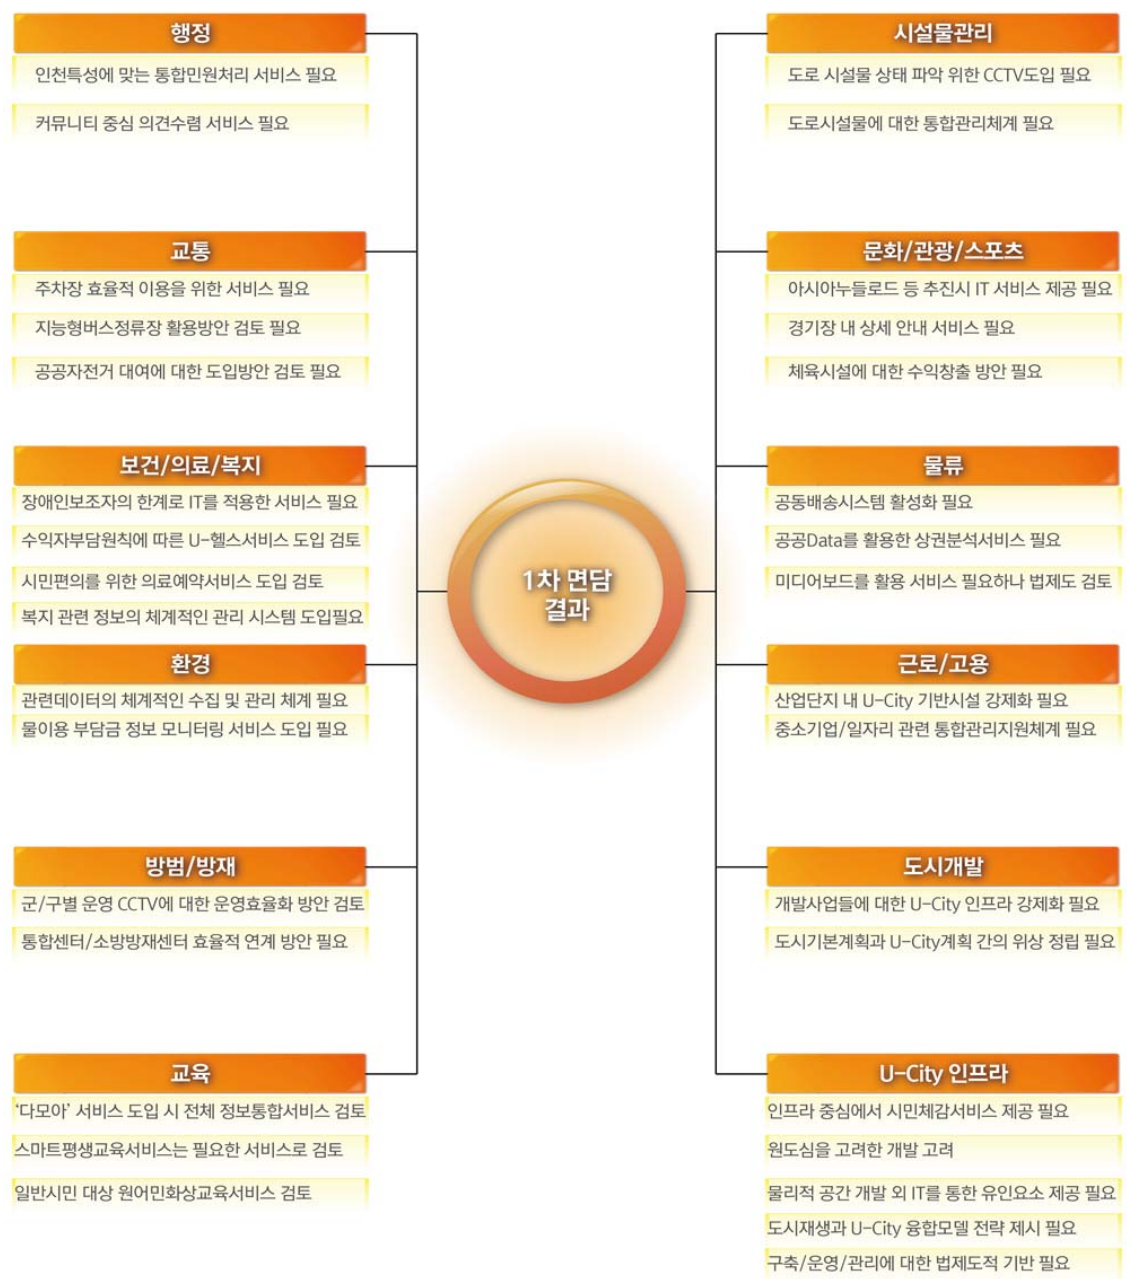 행정
인천특성에 맞는 통합민원처리 서비스 필요
커뮤니티 중심 의견수렴 서비스 필요
교통
주차장 효율적 이용을 위한 서비스 필요
지능형버스정류장 활용방안 검토 필요
공공자전거 대여에 대한 도입방안 검토 필요
보건/의료/복지
장애인보조자의 한계로 IT를 적용한 서비스 필요
수익자부담원칙에 따른 U-헬스서비스 도입 검토
시민편의를 위한 의료예약서비스 도입 검토
복지 관련 정보의 체계적인 관리 시스템 도입필요
환경
관련데이터의 체계적인 수집 및 관리 체계 필요
물이용 부담금 정보 모니터링 서비스 도입 필요
방범/방재
군/구별 운영 CCTV에 대한 운영효율화 방안 검토
통합센터/소방방재센터 효율적 연계 방안 필요
교육
‘다모아’ 서비스 도입 시 전체 정보통합서비스 검토
스마트평생교육서비스는 필요한 서비스로 검토
일반시민 대상 원어민화상교육서비스 검토
1차 면담
결과
시설물관리
도로 시설물 상태 파악 위한 CCTV도입 필요
도로시설물에 대한 통합관리체계 필요
문화/관광/스포츠
아시아누들로드 등 추진시 IT 서비스 제공 필요
경기장 내 상세 안내 서비스 필요
체육시설에 대한 수익창출 방안 필요
물류
공동배송시스템 활성화 필요
공공Data를 활용한 상권분석서비스 필요
미디어보드를 활용 서비스 필요하나 법제도 검토
근로/고용
산업단지 내 U-City 기반시설 강제화 필요
중소기업/일자리 관련 통합관리지원체계 필요
도시개발
개발사업들에 대한 U-City 인프라 강제화 필요
도시기본계획과 U-City계획 간의 위상 정립 필요
U-City 인프라
인프라 중심에서 시민체감서비스 제공 필요
원도심을 고려한 개발 고려
물리적 공간 개발 외 IT를 통한 유인요소 제공 필요
도시재생과 U-City 융합모델 전략 제시 필요
구축/운영/관리에 대한 법제도적 기반 필요